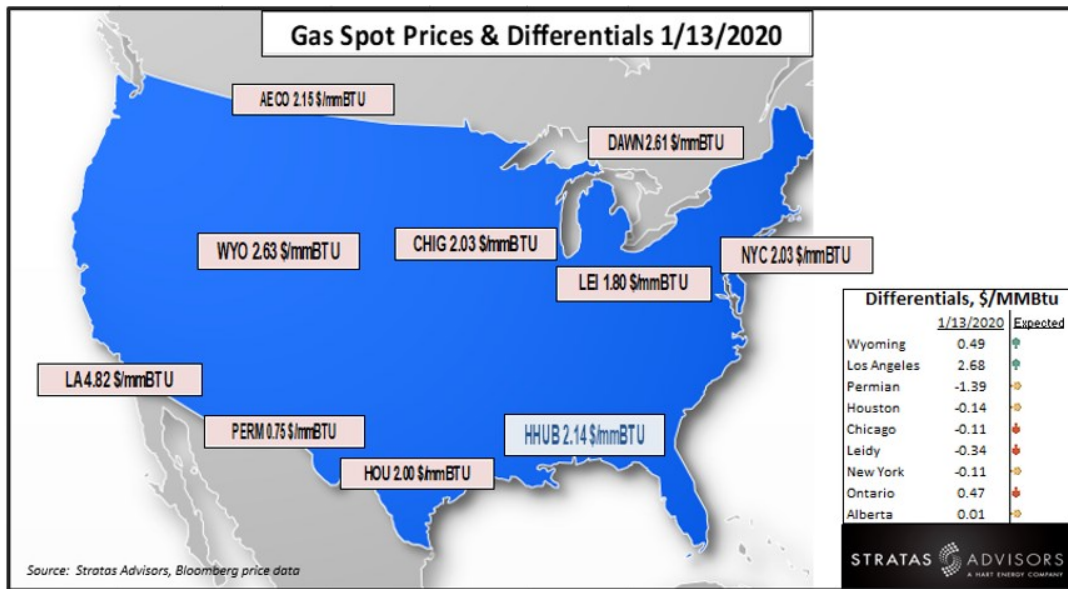 Gas Spot Prices & Differentials 1/13/2020
AECO 2.15 $/mmBTU
DAWN 2.61 $/mmBTU
WYO 2.63 $/mmBTU
CHIG 2.03 $/mmBTU
NYC 2.03 $/mmBTU
LEI 1.80 $/mmBTU
LA 4.82 $/mmBTU
PERM 0.75 $/mmBTU
HHUB 2.14 $/mmBTU
HOU 2.00 $/mmBTU
Differentials, $/MMBtu
1/13/2020 Expected
Wyoming 0.49
Los Angeles 2.68
Permian -1.39
Houston -0.14
Chicago -0.11
Leidy -0.34
New York -0.11
Ontario 0.47
Alberta 0.01
Source: Stratas Advisors, Bloomberg price data
STRATAS ADVISORS
A HART ENERGY COMPANY